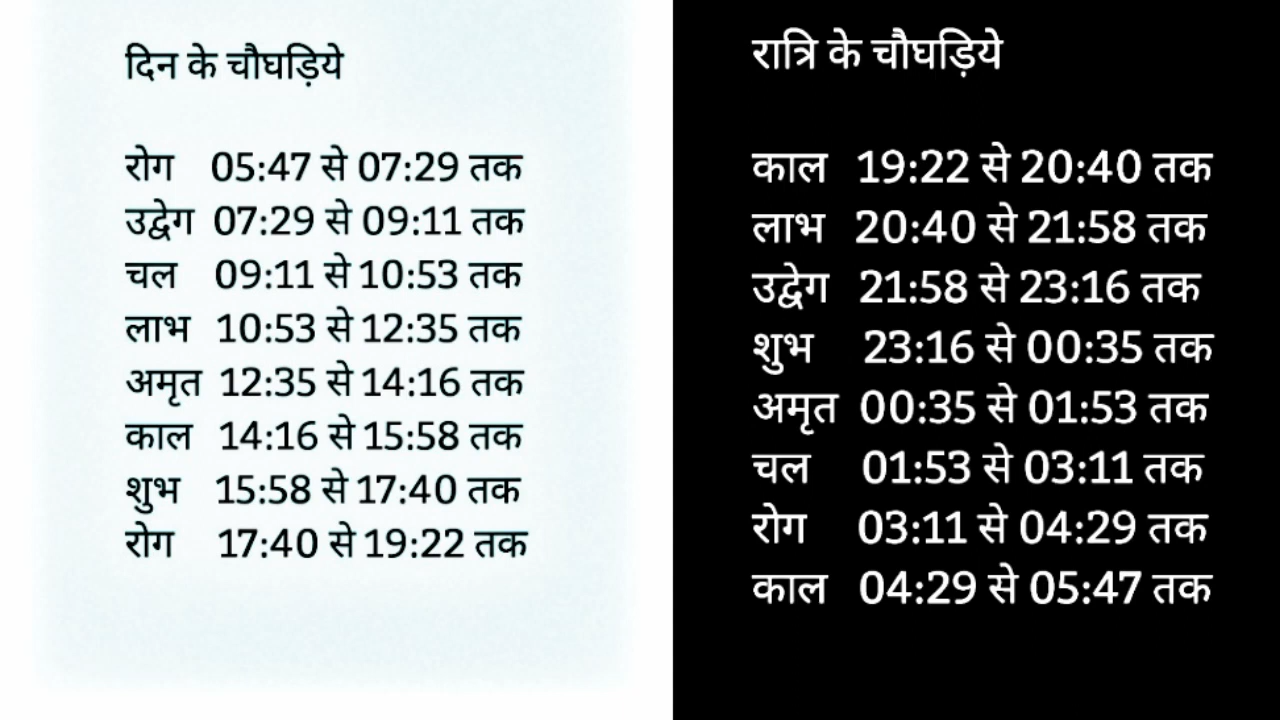 दिन के चौघड़िये
रोग 05:47 से 07:29 तक
उद्वेग 07:29 से 09:11 तक
चल 09:11 से 10:53 तक
लाभ 10:53 से 12:35 तक
अमृत 12:35 से 14:16 तक
काल 14:16 से 15:58 तक
शुभ 15:58 से 17:40 तक
रोग 17:40 से 19:22 तक
रात्रि के चौघड़िये
काल 19:22 से 20:40 तक
लाभ 20:40 से 21:58 तक
उद्वेग 21:58 से 23:16 तक
शुभ 23:16 से 00:35 तक
अमृत 00:35 से 01:53 तक
चल 01:53 से 03:11 तक
रोग 03:11 से 04:29 तक
काल 04:29 से 05:47 तक